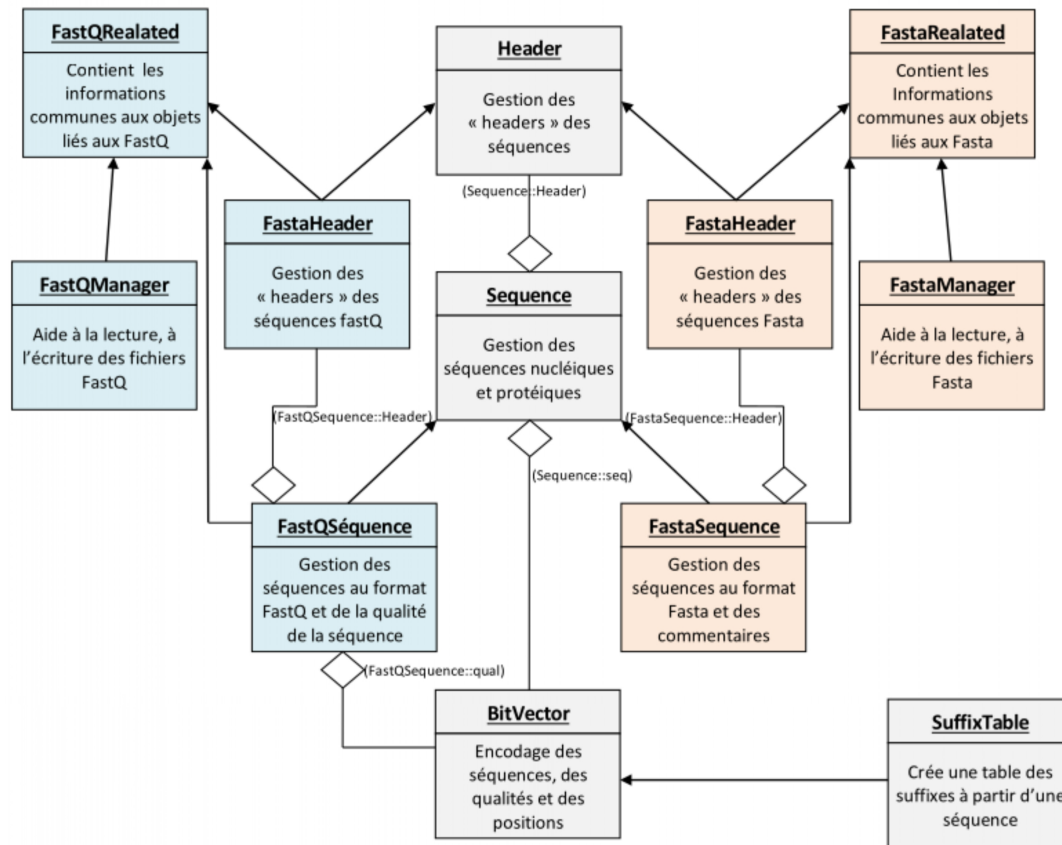 FastQRealated
Contient les
informations
communes aux objets
liés aux FastQ
Header
Gestion des
« headers » des
séquences
FastaRealated
Contient les
Informations
communes aux objets
liés aux Fasta
(Sequence::Header)
FastaHeader
Gestion des
« headers » des
séquences fastQ
FastaHeader
Gestion des
« headers » des
séquences Fasta
FastQManager
Aide à la lecture, à
l'écriture des fichiers
FastQ
Sequence
Gestion des
séquences nucléiques
et protéiques
FastaManager
Aide à la lecture, à
l'écriture des fichiers
Fasta
(FastQSequence::Header)
(FastaSequence::Header)
(Sequence::seq)
FastQSéquence
Gestion des
séquences au format
FastQ et de la qualité
de la séquence
FastaSequence
Gestion des
séquences au format
Fasta et des
commentaires
(FastQSequence::qual)
BitVector
Encodage des
séquences, des
qualités et des
positions
SuffixTable
Crée une table des
suffixes à partir d'une
séquence